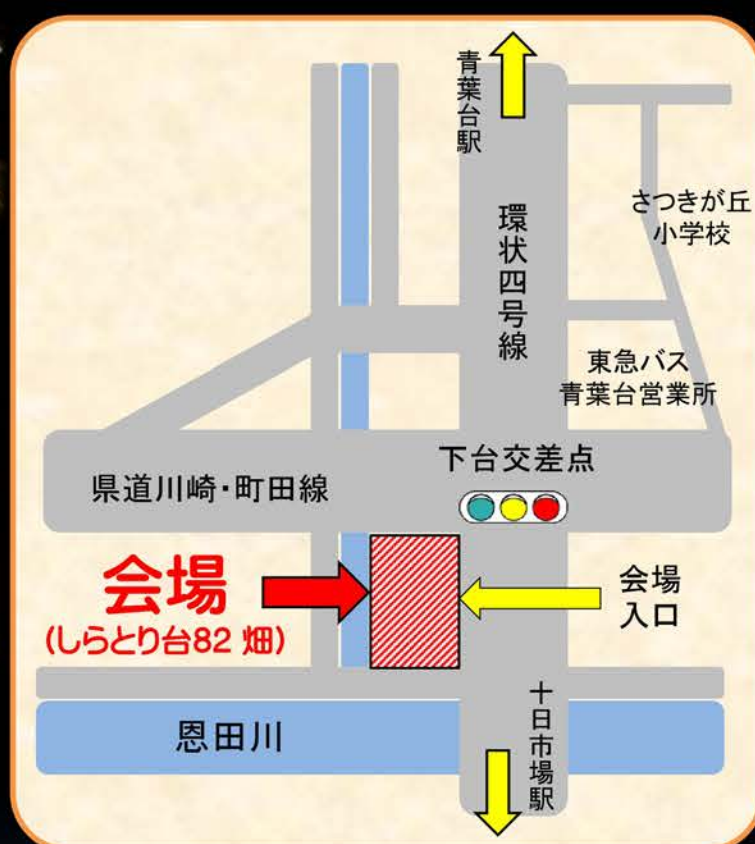 青葉台駅
環状四号線
さつきが丘
小学校
東急バス
青葉台営業所
下台交差点
県道川崎・町田線
会場
(しらとり台82 畑)
会場
入口
十日市場駅
恩田川